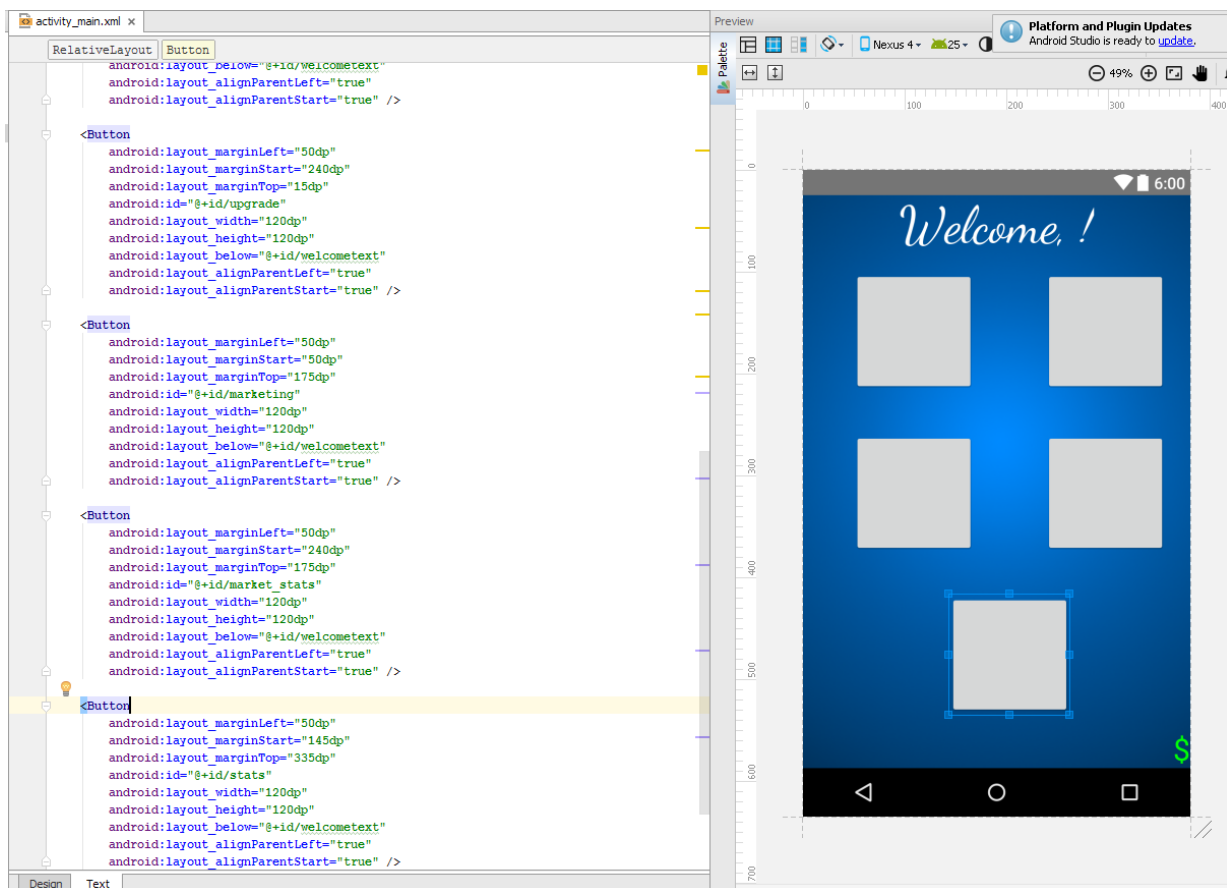 activity_main.xml ×
RelativeLayout Button
android:layout_below="@+id/welcometext"
android:layout_alignParentLeft="true"
android:layout_alignParentStart="true" />
<Button
android:layout_marginLeft="50dp"
android:layout_marginStart="240dp"
android:layout_marginTop="15dp"
android:id="@+id/upgrade"
android:layout_width="120dp"
android:layout_height="120dp"
android:layout_below="@+id/welcometext"
android:layout_alignParentLeft="true"
android:layout_alignParentStart="true" />
<Button
android:layout_marginLeft="50dp"
android:layout_marginStart="50dp"
android:layout_marginTop="175dp"
android:id="@+id/marketing"
android:layout_width="120dp"
android:layout_height="120dp"
android:layout_below="@+id/welcometext"
android:layout_alignParentLeft="true"
android:layout_alignParentStart="true" />
<Button
android:layout_marginLeft="50dp"
android:layout_marginStart="240dp"
android:layout_marginTop="175dp"
android:id="@+id/market_stats"
android:layout_width="120dp"
android:layout_height="120dp"
android:layout_below="@+id/welcometext"
android:layout_alignParentLeft="true"
android:layout_alignParentStart="true" />
<Button
android:layout_marginLeft="50dp"
android:layout_marginStart="145dp"
android:layout_marginTop="335dp"
android:id="@+id/stats"
android:layout_width="120dp"
android:layout_height="120dp"
android:layout_below="@+id/welcometext"
android:layout_alignParentLeft="true"
android:layout_alignParentStart="true" />
Design Text
Preview
Palette
Nexus 4 25
Platform and Plugin Updates
Android Studio is ready to update.
49%
0 100 200 300 400
0
100
200
300
400
500
600
700
6:00
Welcome, !
$